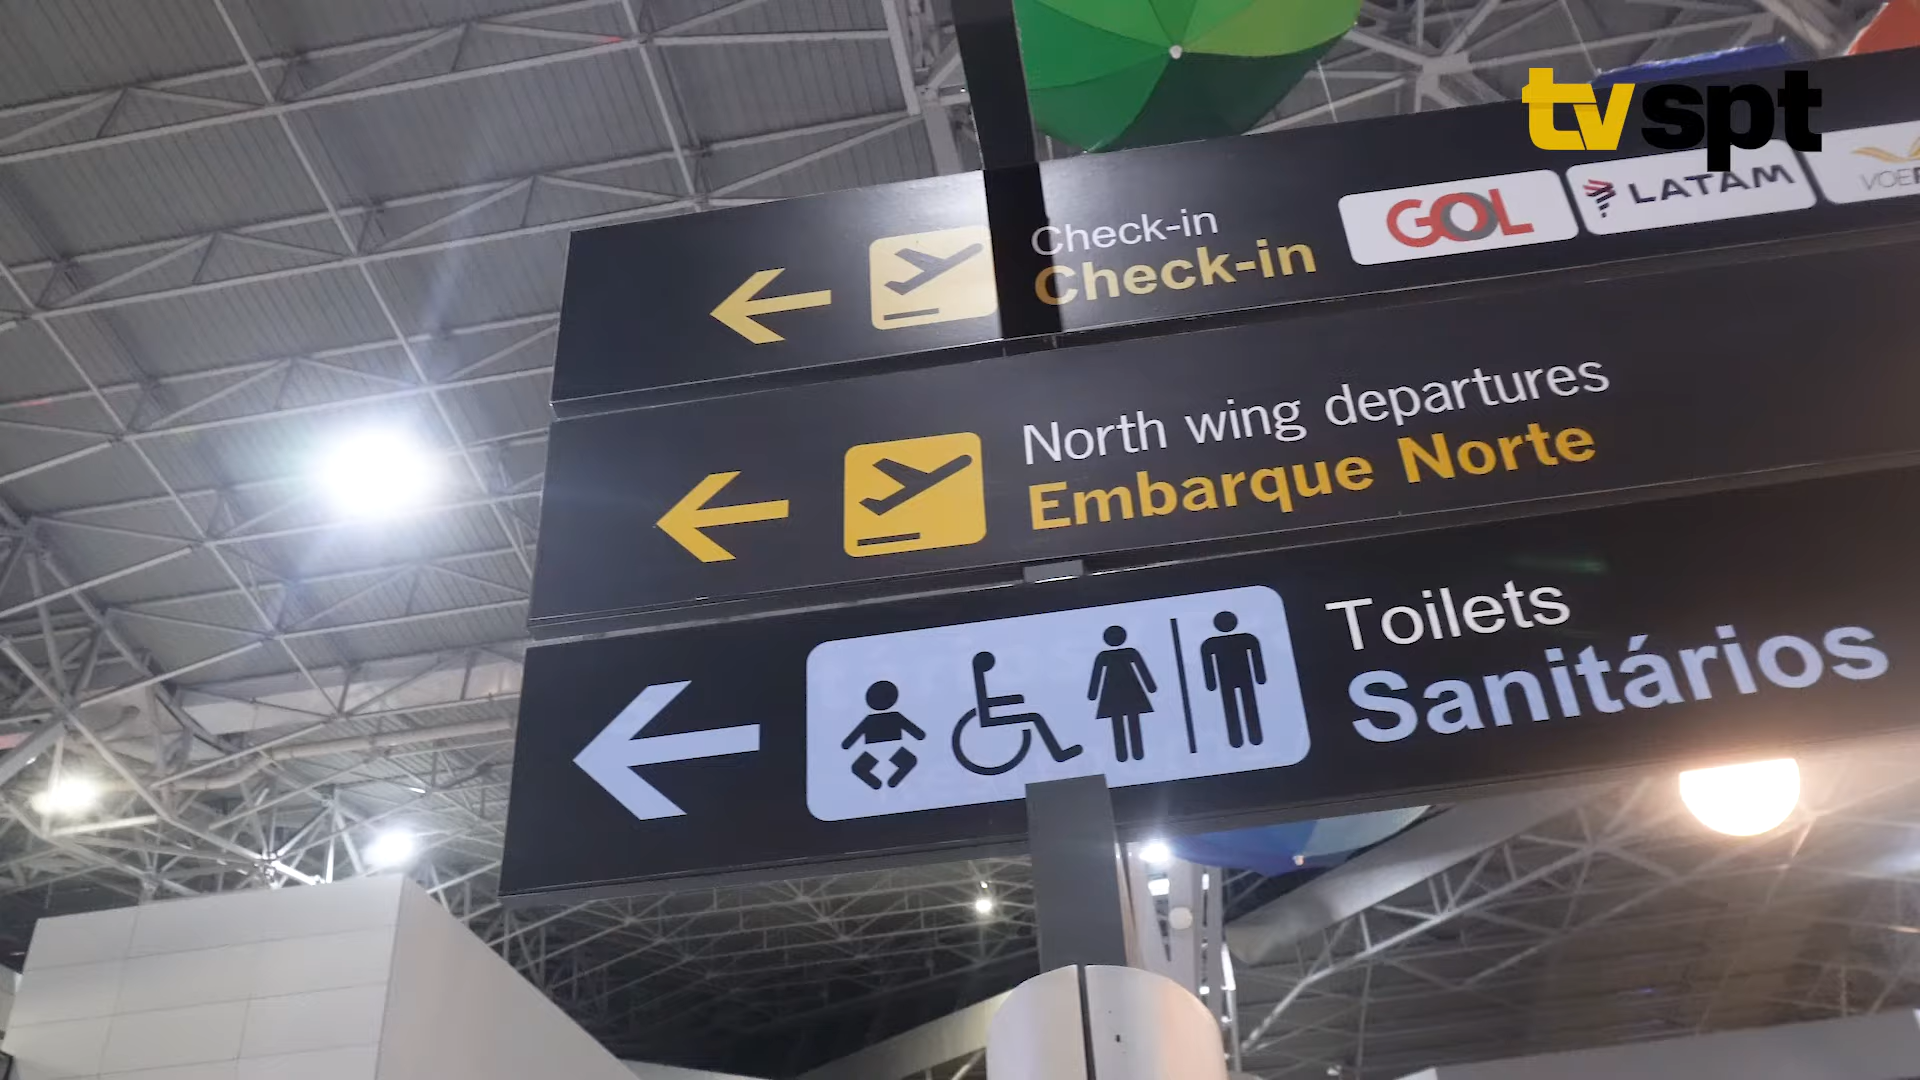 tvspt
Check-in
Check-in
GOL
LATAM
North wing departures
Embarque Norte
Toilets
Sanitários